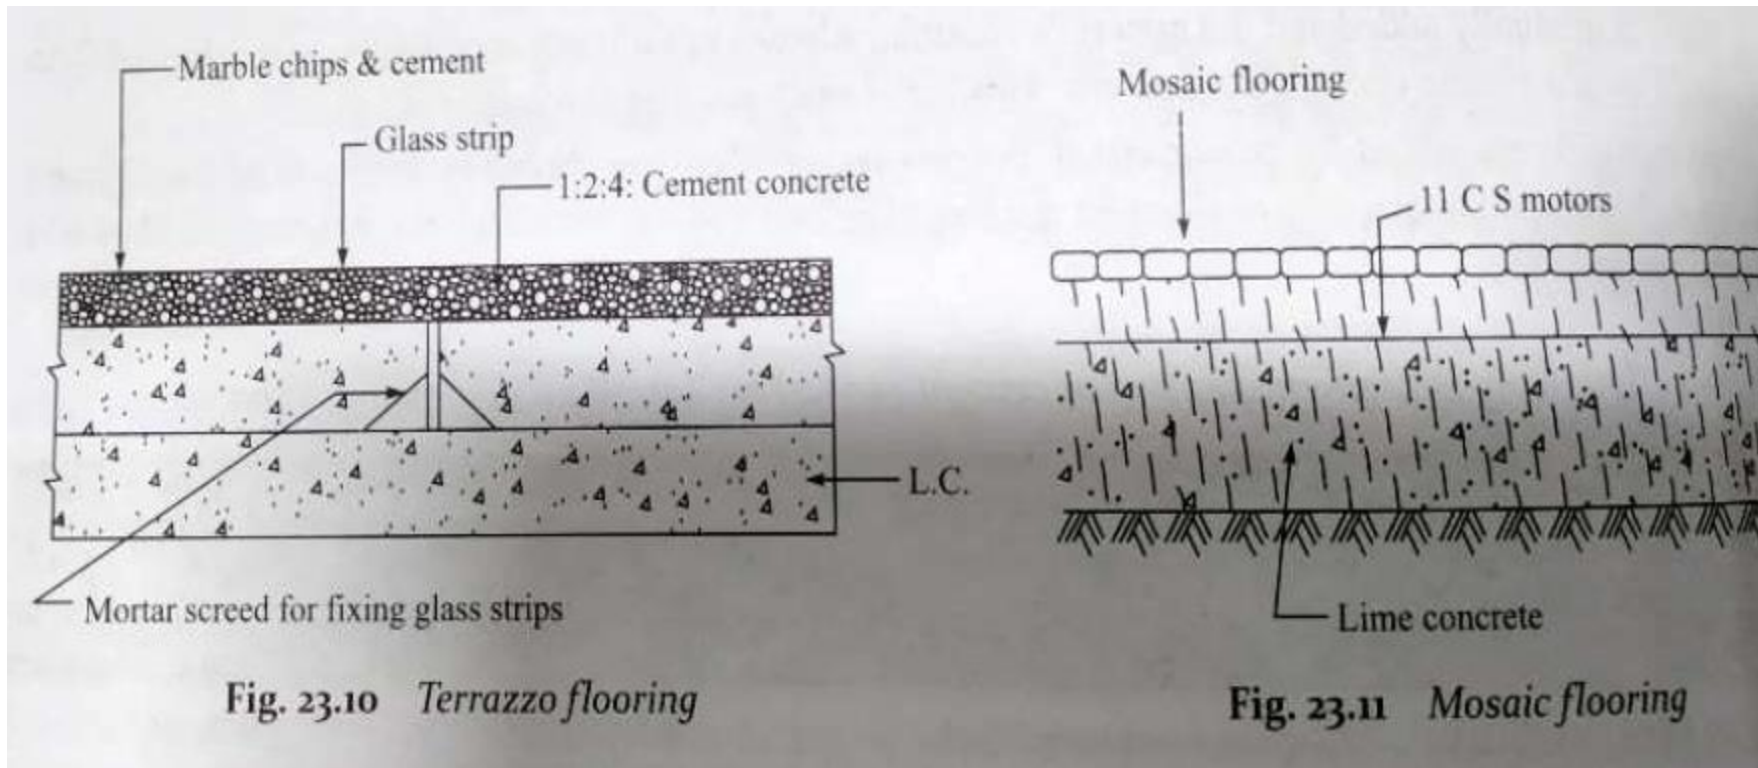 Marble chips & cement
Glass strip
1:2:4: Cement concrete
L.C.
Mortar screed for fixing glass strips
Fig. 23.10 Terrazzo flooring
Mosaic flooring
11 C S motors
Lime concrete
Fig. 23.11 Mosaic flooring